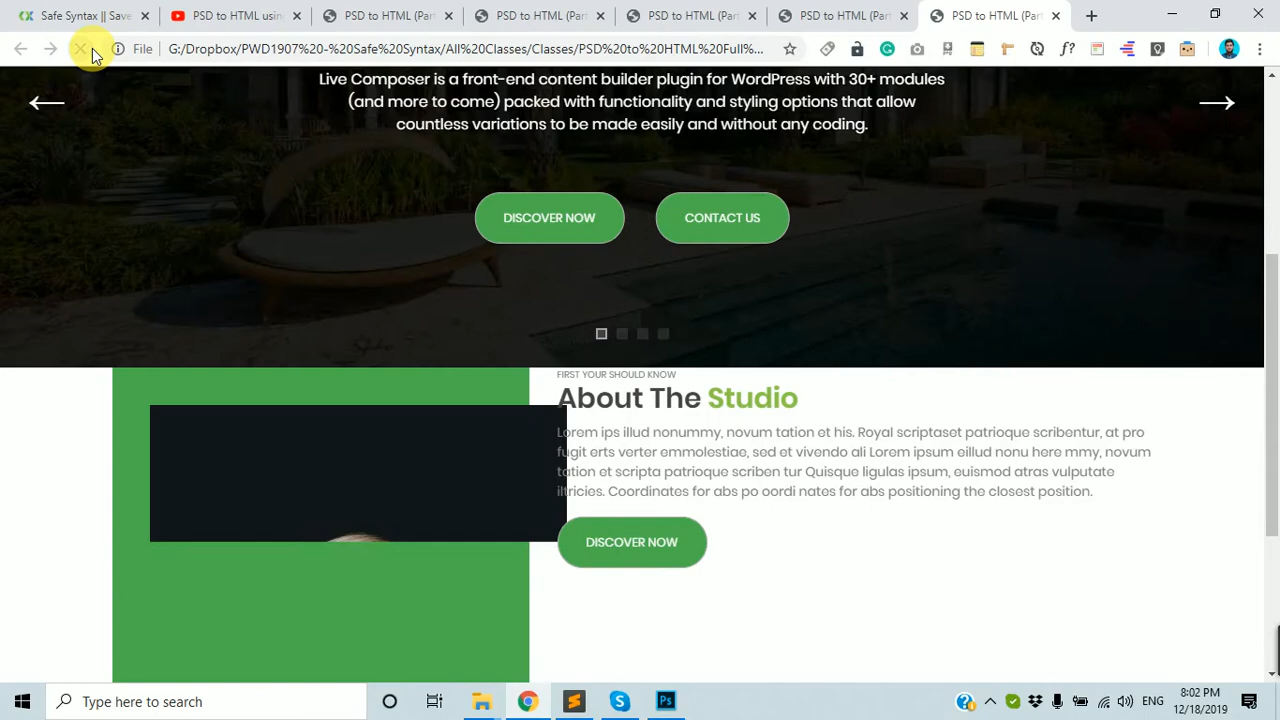 Safe Syntax || Save
PSD to HTML usin
PSD to HTML (Part
PSD to HTML (Part
PSD to HTML (Part
PSD to HTML (Part
PSD to HTML (Part
File
G:/Dropbox/PWD1907%20-%20Safe%20Syntax/All%20Classes/Classes/PSD%20to%20HTML%20Full%...
f?
Live Composer is a front-end content builder plugin for WordPress with 30+ modules
(and more to come) packed with functionality and styling options that allow
countless variations to be made easily and without any coding.
DISCOVER NOW
CONTACT US
FIRST YOUR SHOULD KNOW
About The Studio
Lorem ips illud nonummy, novum tation et his. Royal scriptaset patrioque scribentur, at pro
fugit erts verter emmolestiae, sed et vivendo ali Lorem ipsum eillud nonu here mmy, novum
tation et scripta patrioque scriben tur Quisque ligulas ipsum, euismod atras vulputate
iltricies. Coordinates for abs po oordi nates for abs positioning the closest position.
DISCOVER NOW
Type here to search
Ps
ENG
8:02 PM
12/18/2019